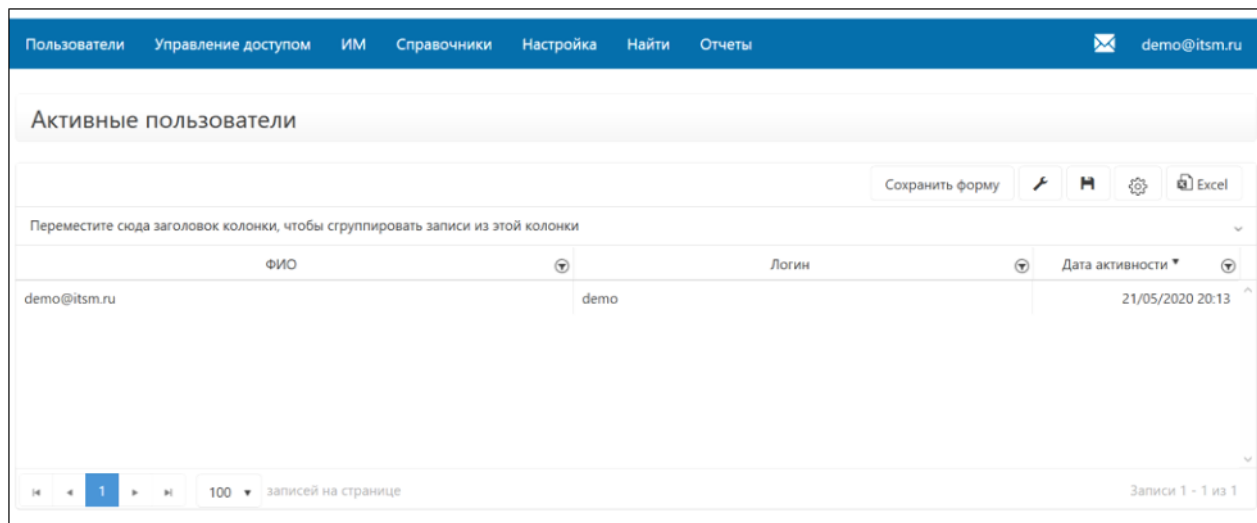 Пользователи Управление доступом ИМ Справочники Настройка Найти Отчеты demo@itsm.ru
Активные пользователи
Сохранить форму Excel
Переместите сюда заголовок колонки, чтобы сгруппировать записи из этой колонки
ФИО Логин Дата активности
demo@itsm.ru demo 21/05/2020 20:13
1 100 записей на странице Записи 1 - 1 из 1